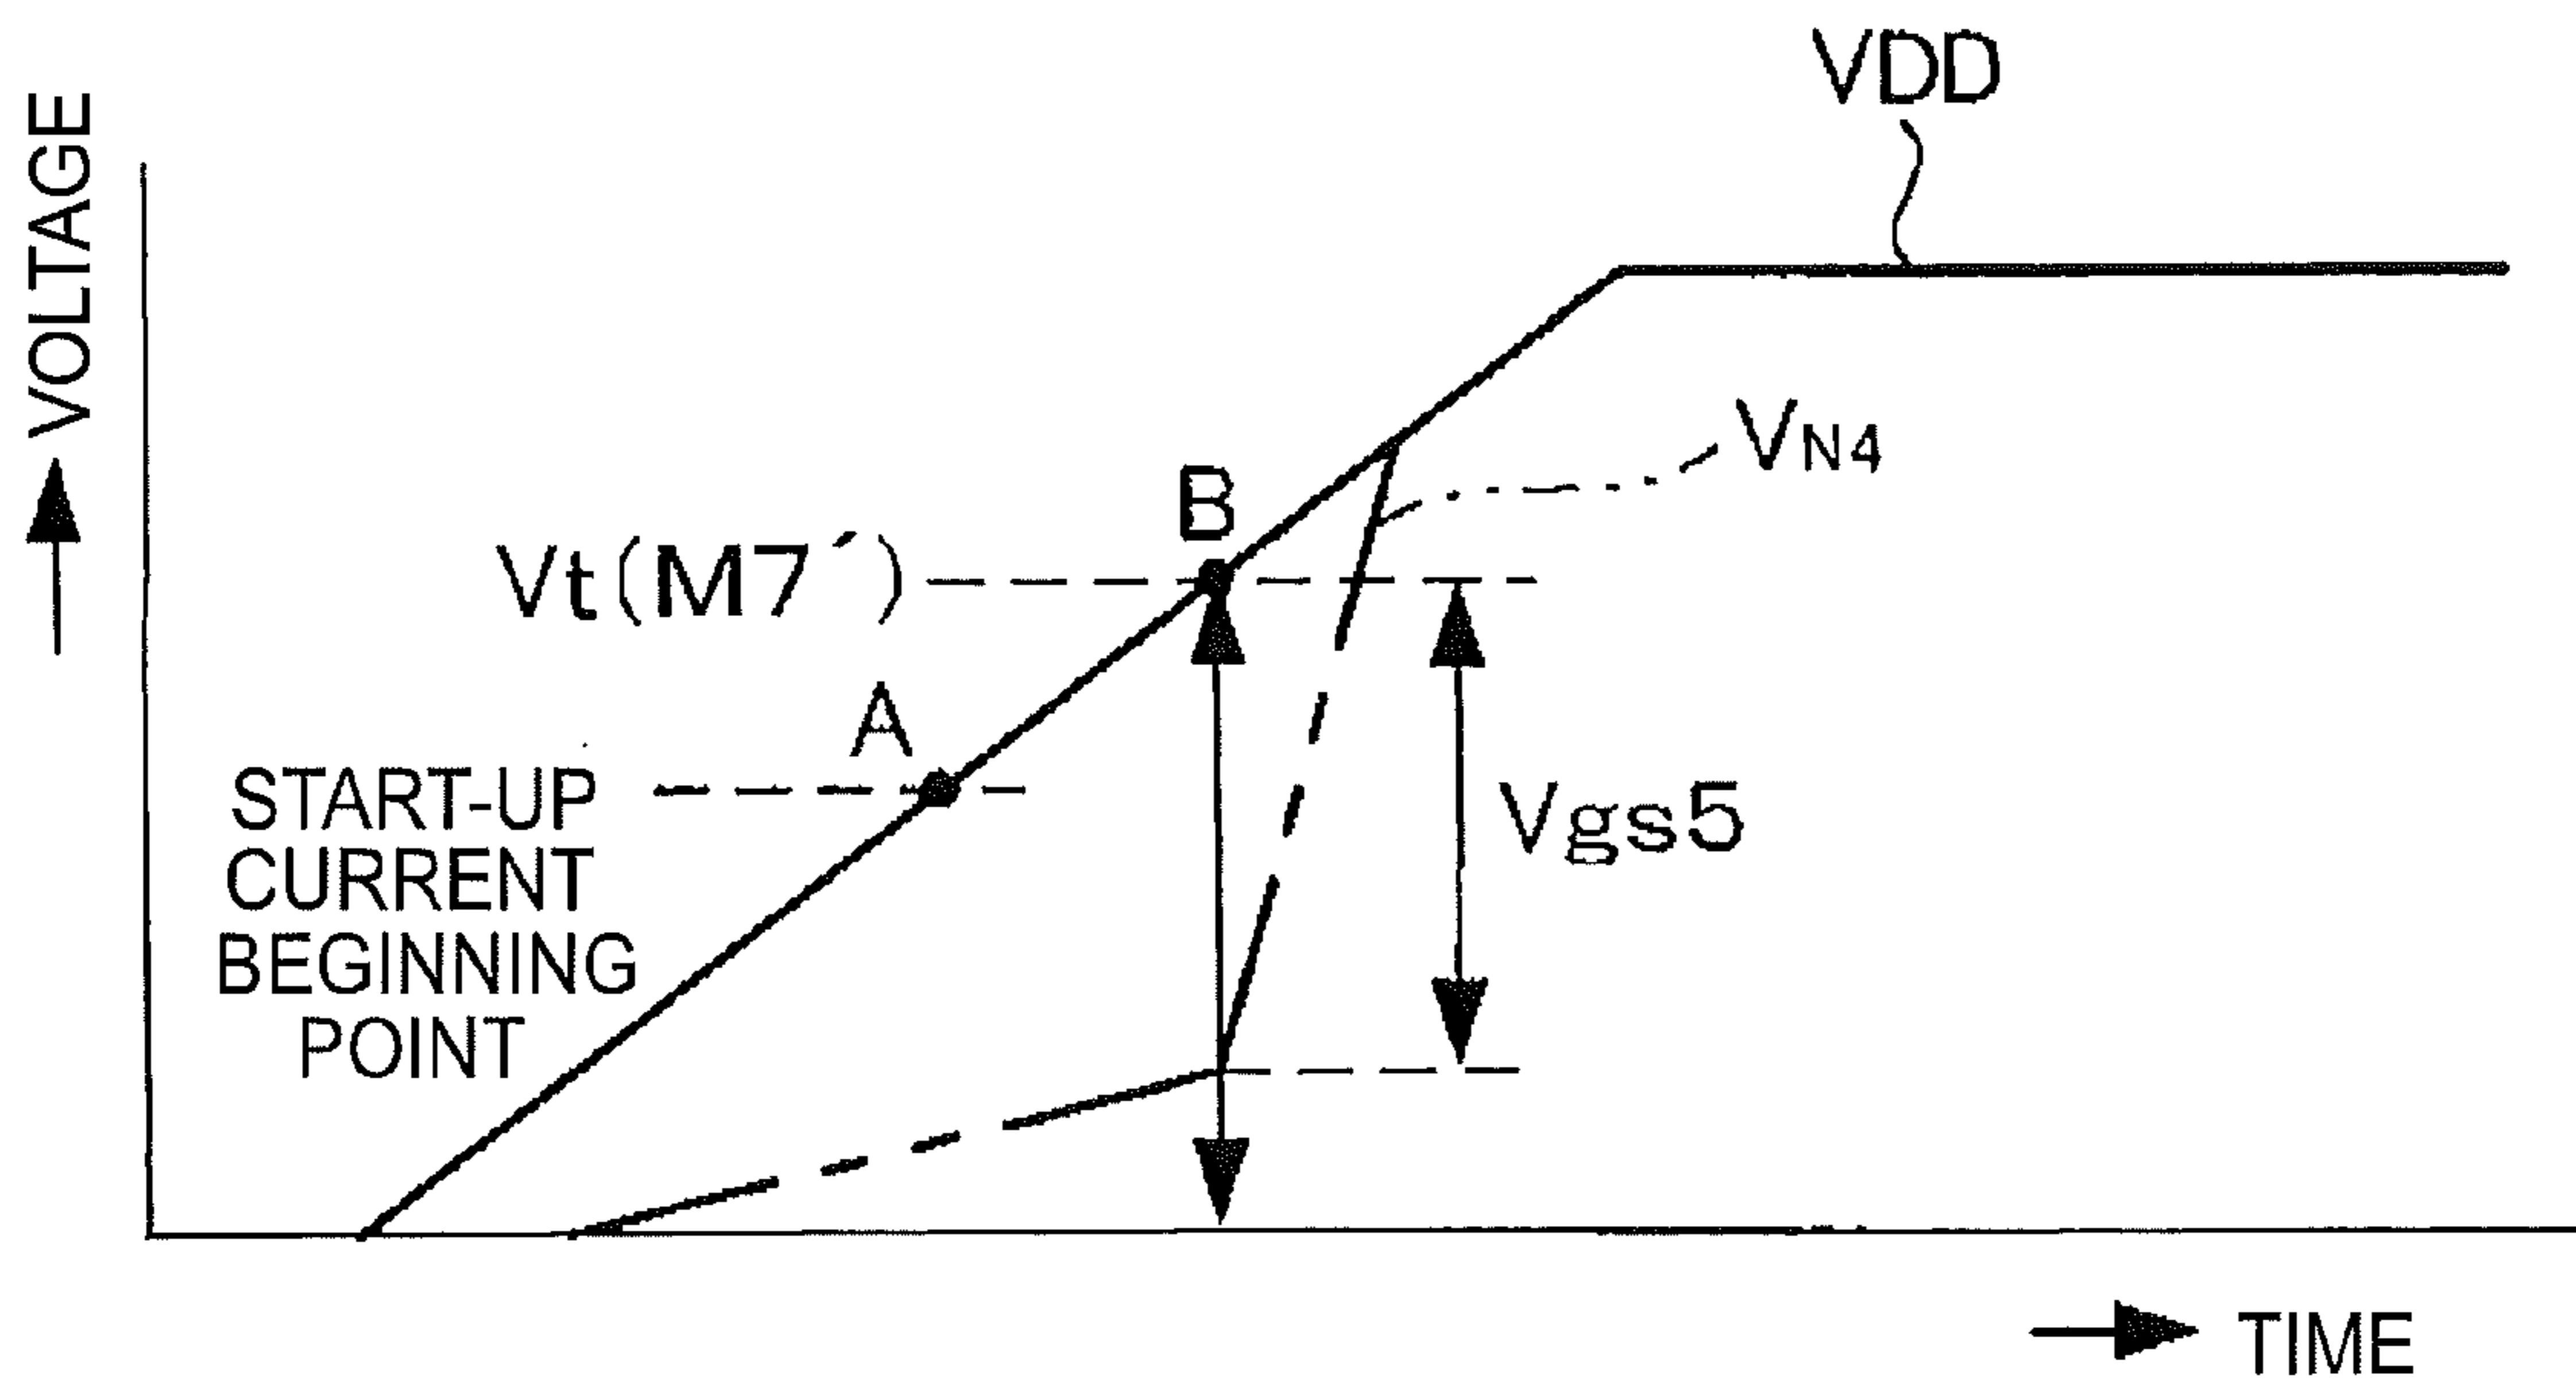 VOLTAGE
VDD
VN4
B
Vt(M7´)
A
Vgs5
START-UP
CURRENT
BEGINNING
POINT
TIME